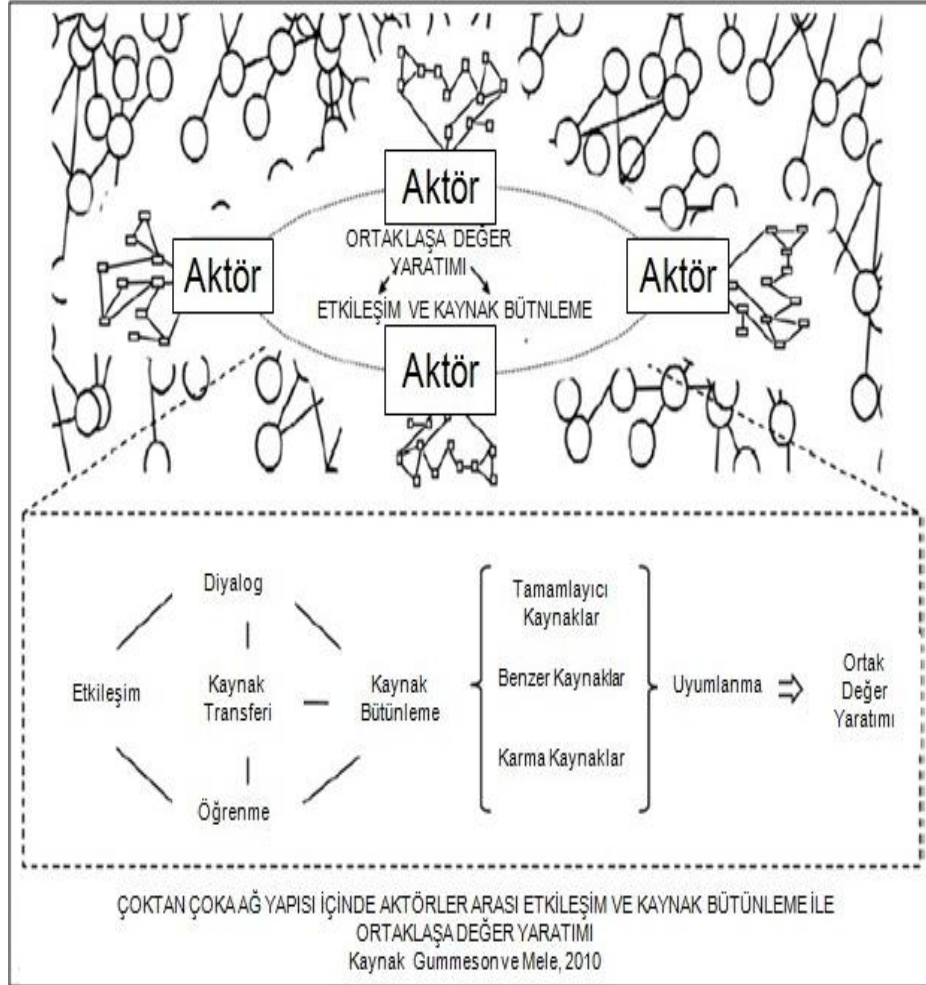 Aktör
ORTAKLAŞA DEĞER
YARATIMI
Aktör
Aktör
ETKİLEŞİM VE KAYNAK BÜTNLEME
Aktör
Diyalog
Etkileşim
Kaynak
Transferi
Kaynak
Bütünleme
Öğrenme
Tamamlayıcı
Kaynaklar
Benzer Kaynaklar
Karma Kaynaklar
Uyumlanma
Ortak
Değer
Yaratımı
ÇOKTAN ÇOKA AĞ YAPISI İÇİNDE AKTÖRLER ARASI ETKİLEŞİM VE KAYNAK BÜTÜNLEME İLE
ORTAKLAŞA DEĞER YARATIMI
Kaynak Gummeson ve Mele, 2010